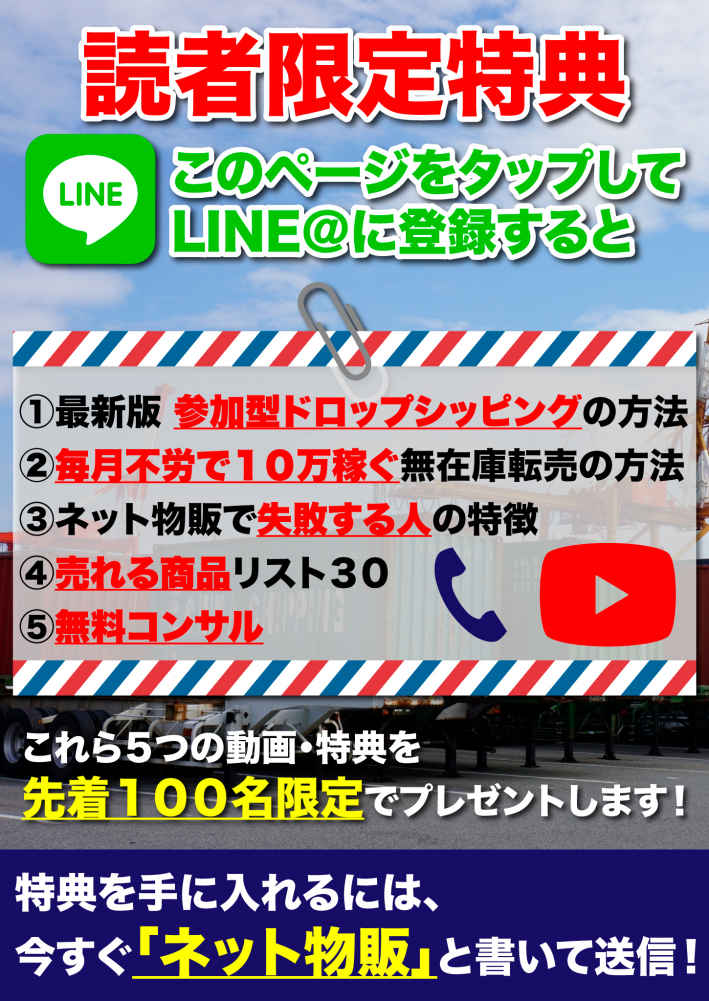 読者限定特典
LINE
このページをタップして
LINE@に登録すると
①最新版 参加型ドロップシッピングの方法
②毎月不労で１０万稼ぐ無在庫転売の方法
③ネット物販で失敗する人の特徴
④売れる商品リスト３０
⑤無料コンサル
これら５つの動画・特典を
先着１００名限定でプレゼントします！
特典を手に入れるには、
今すぐ「ネット物販」と書いて送信！